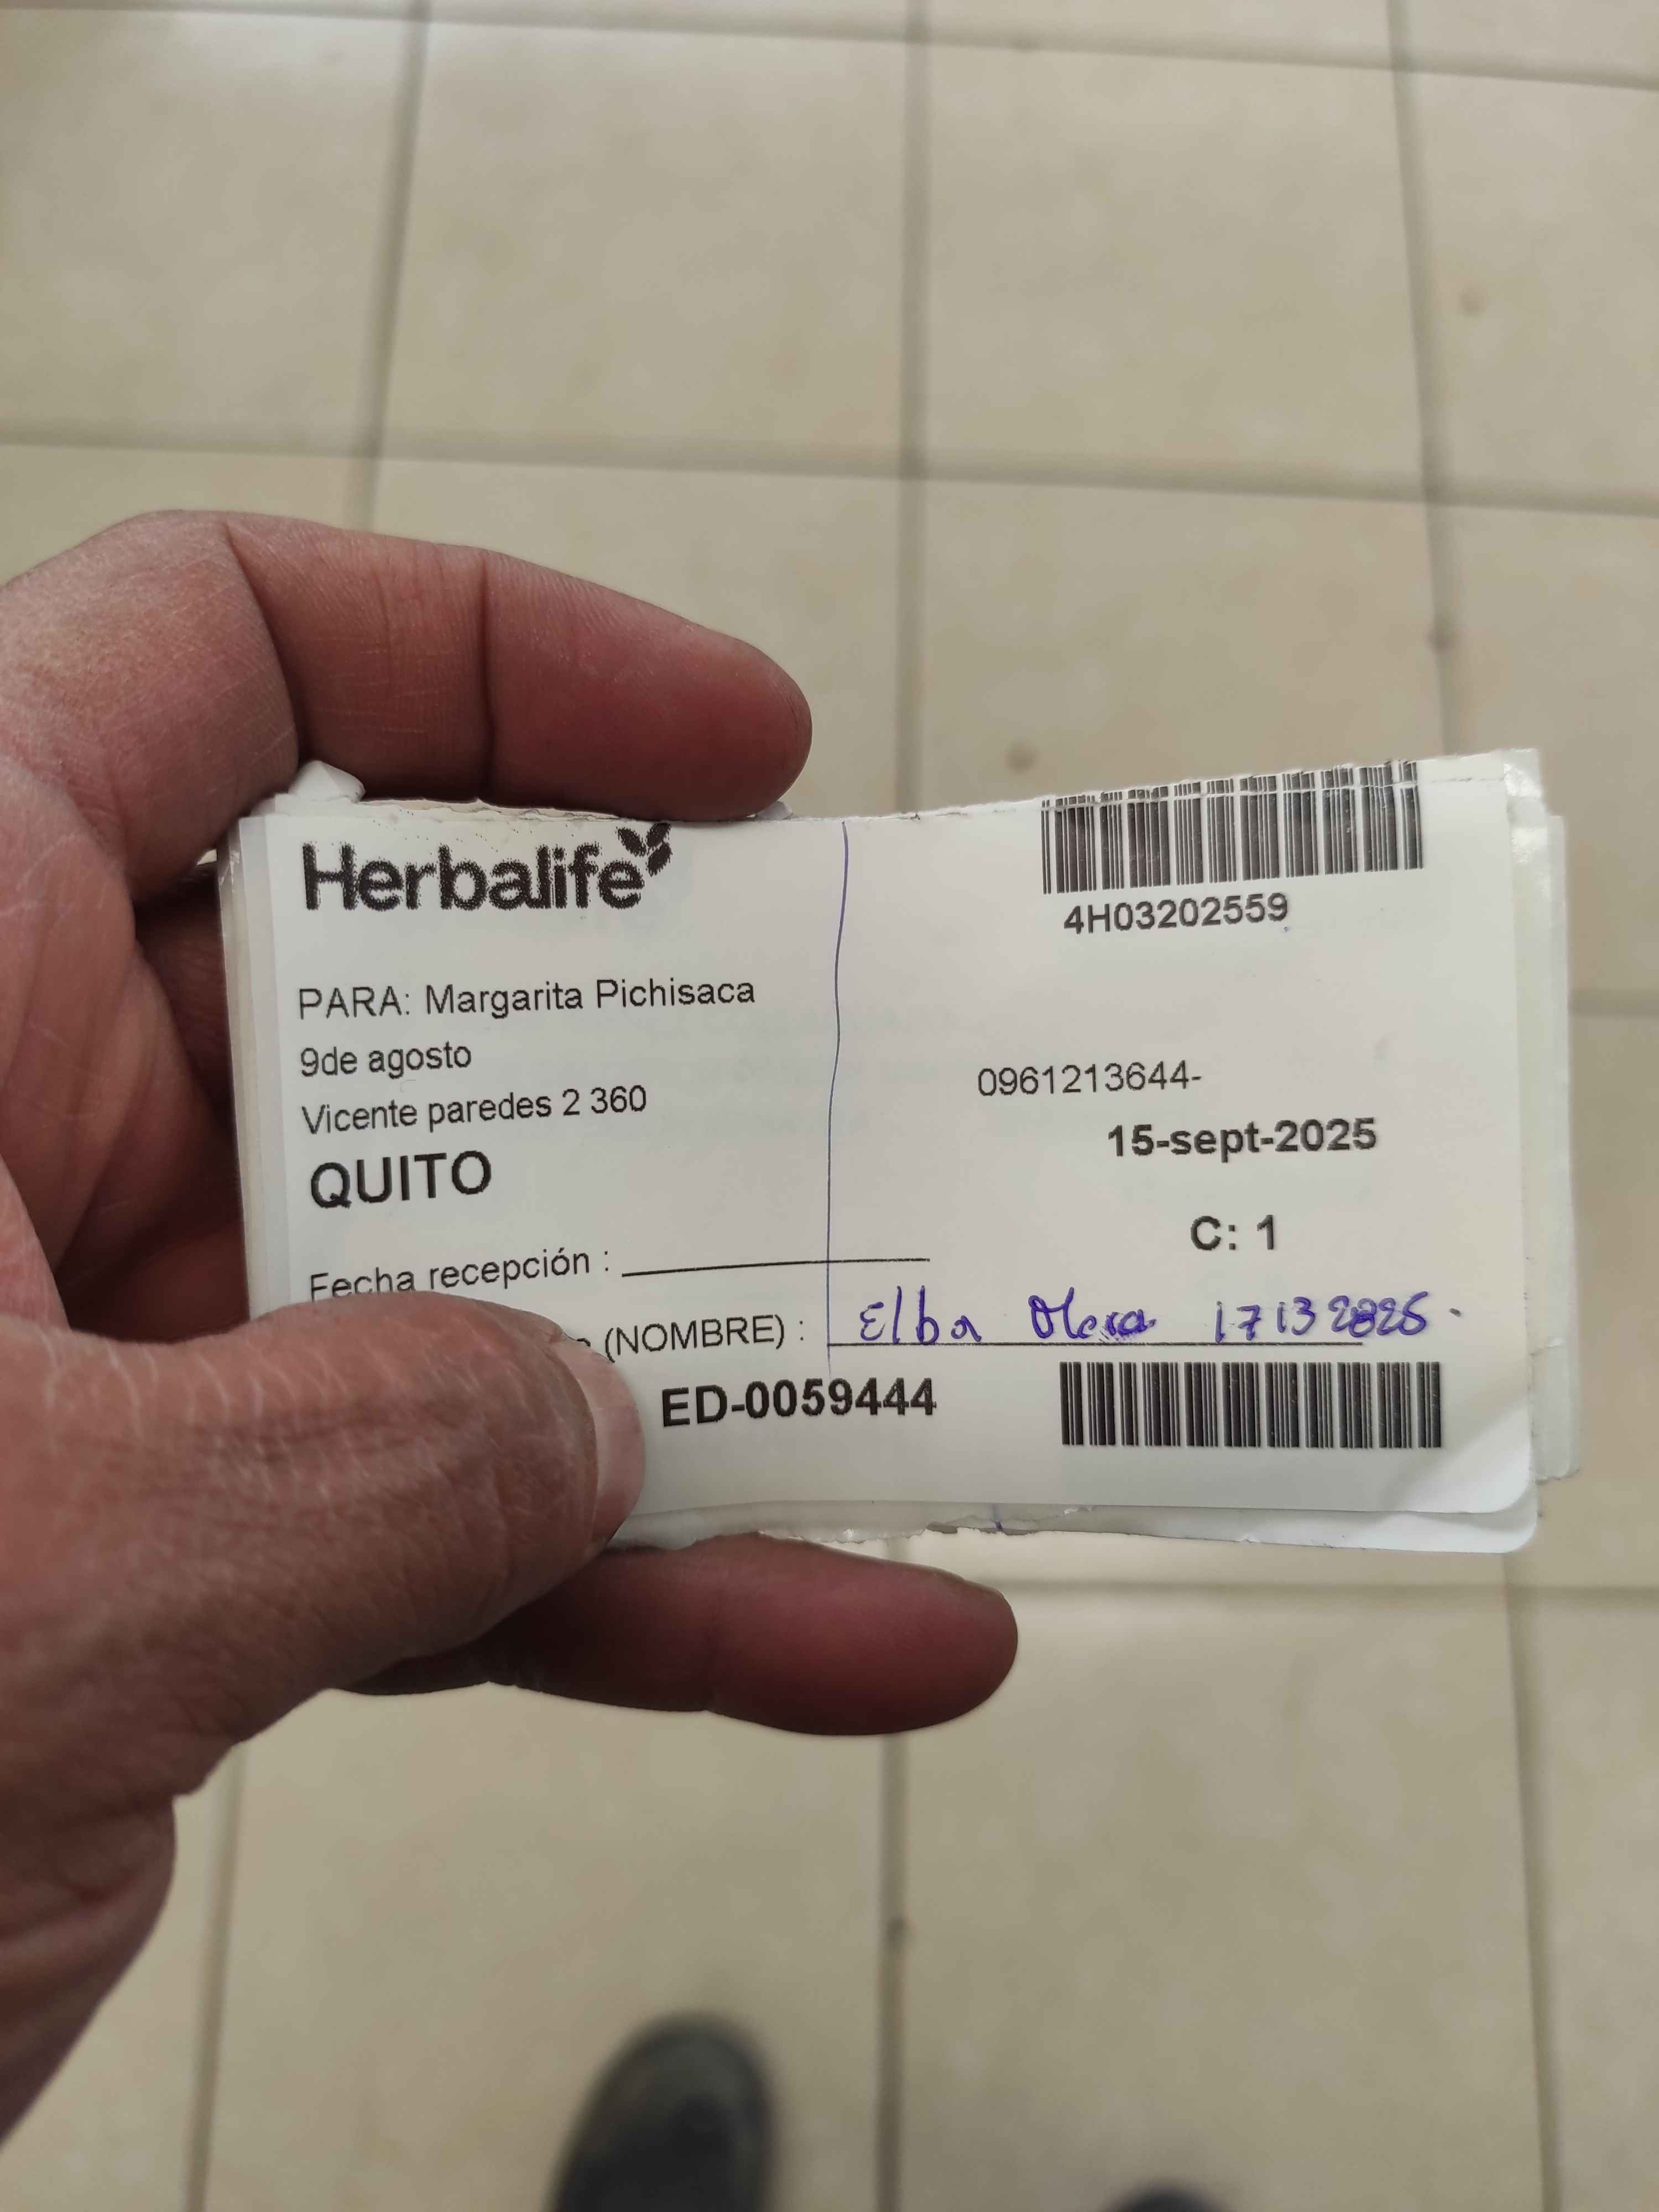 Herbalife
4H03202559
PARA: Margarita Pichisaca
9de agosto
0961213644-
Vicente paredes 2 360
15-sept-2025
QUITO
C: 1
Fecha recepción :
(NOMBRE) : Elba
ED-0059444